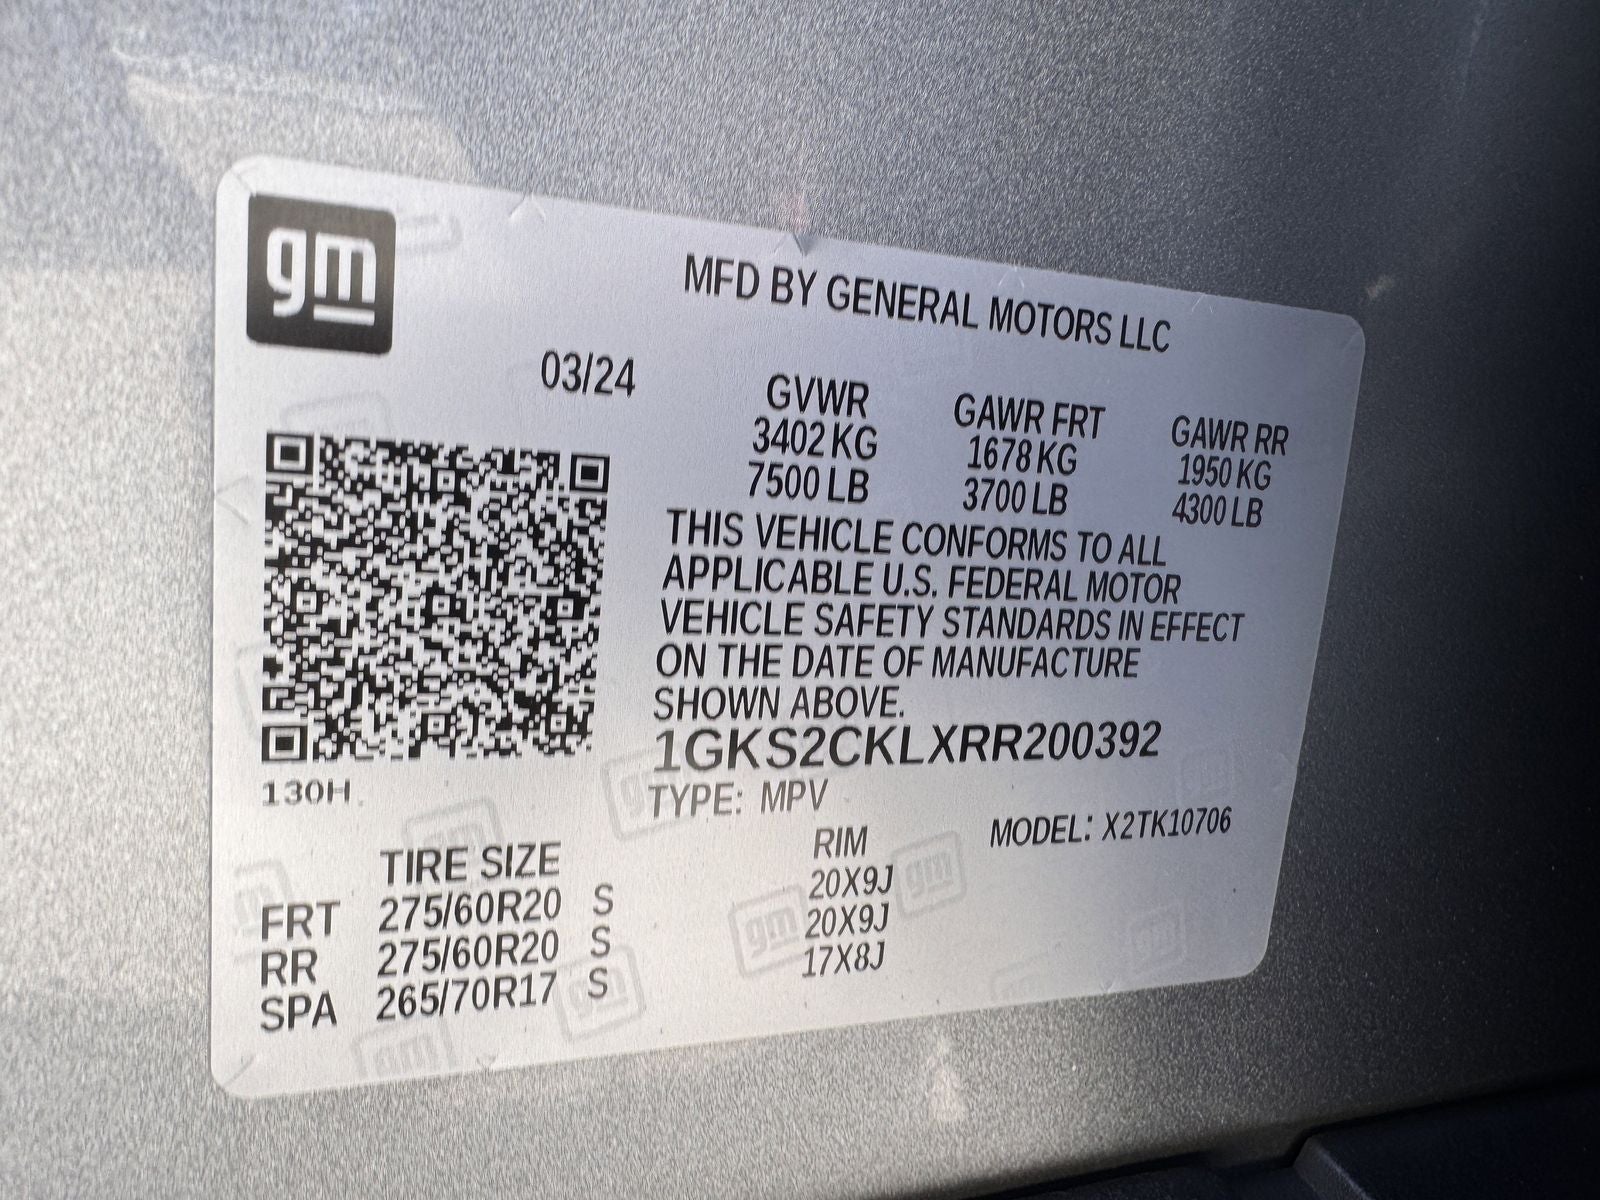 gm
MFD BY GENERAL MOTORS LLC
03/24
GVWR GAWR FRT GAWR RR
3402 KG 1678 KG 1950 KG
7500 LB 3700 LB 4300 LB
THIS VEHICLE CONFORMS TO ALL
APPLICABLE U.S. FEDERAL MOTOR
VEHICLE SAFETY STANDARDS IN EFFECT
ON THE DATE OF MANUFACTURE
SHOWN ABOVE.
1GKS2CKLXRR200392
130H
TYPE: MPV
MODEL: X2TK10706
TIRE SIZE RIM
FRT 275/60R20 S 20X9J
RR 275/60R20 S 20X9J
SPA 265/70R17 S 17X8J